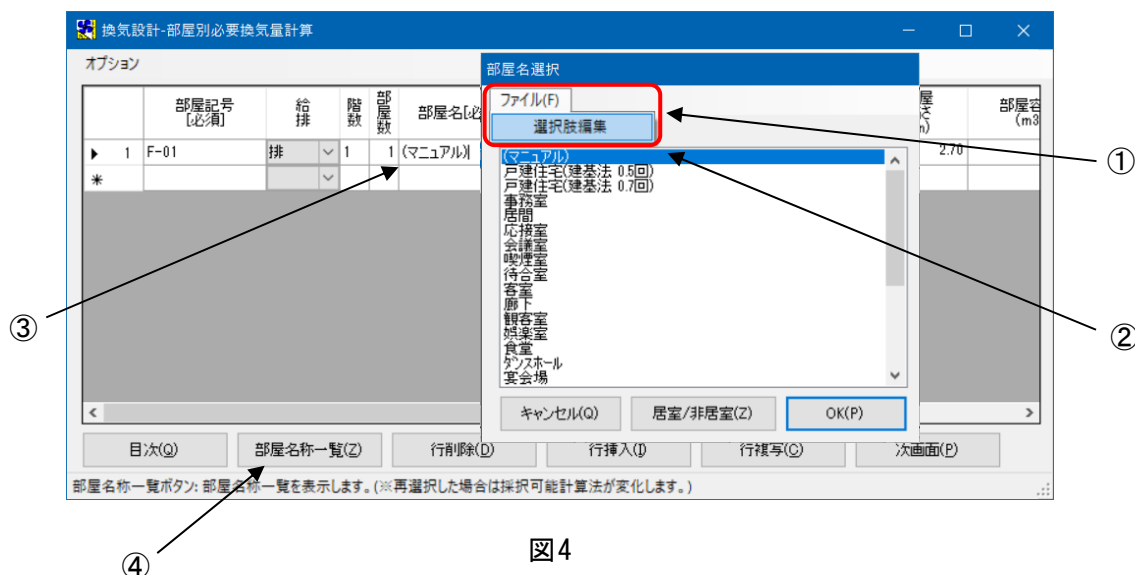 換気設計-部屋別必要換気量計算
オプション
部屋記号
[必須]
給
排
階
数
部
屋
数
部屋名[必
部屋容
(m3
1 F-01 排 1 1 (マニュアル) 2.70
*
部屋名選択
ファイル(F)
選択肢編集
(マニュアル)
戸建住宅(建基法 0.5回)
戸建住宅(建基法 0.7回)
事務室
居間
応接室
会議室
喫煙室
待合室
客室
廊下
観客室
娯楽室
食堂
ダンスホール
宴会場
キャンセル(Q) 居室/非居室(Z) OK(P)
目次(Q) 部屋名称一覧(Z) 行削除(D) 行挿入(I) 行複写(C) 次画面(P)
部屋名称一覧ボタン: 部屋名称一覧を表示します。(※再選択した場合は採択可能計算法が変化します。)
①
②
③
④
図4